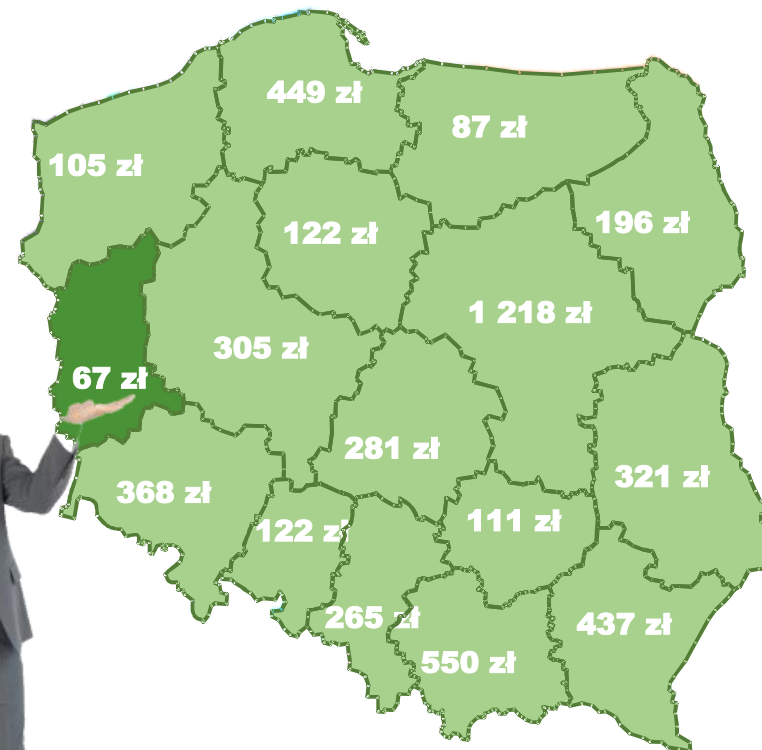 449 zł
87 zł
105 zł
196 zł
122 zł
1 218 zł
305 zł
67 zł
281 zł
321 zł
368 zł
111 zł
122 zł
265 zł
437 zł
550 zł